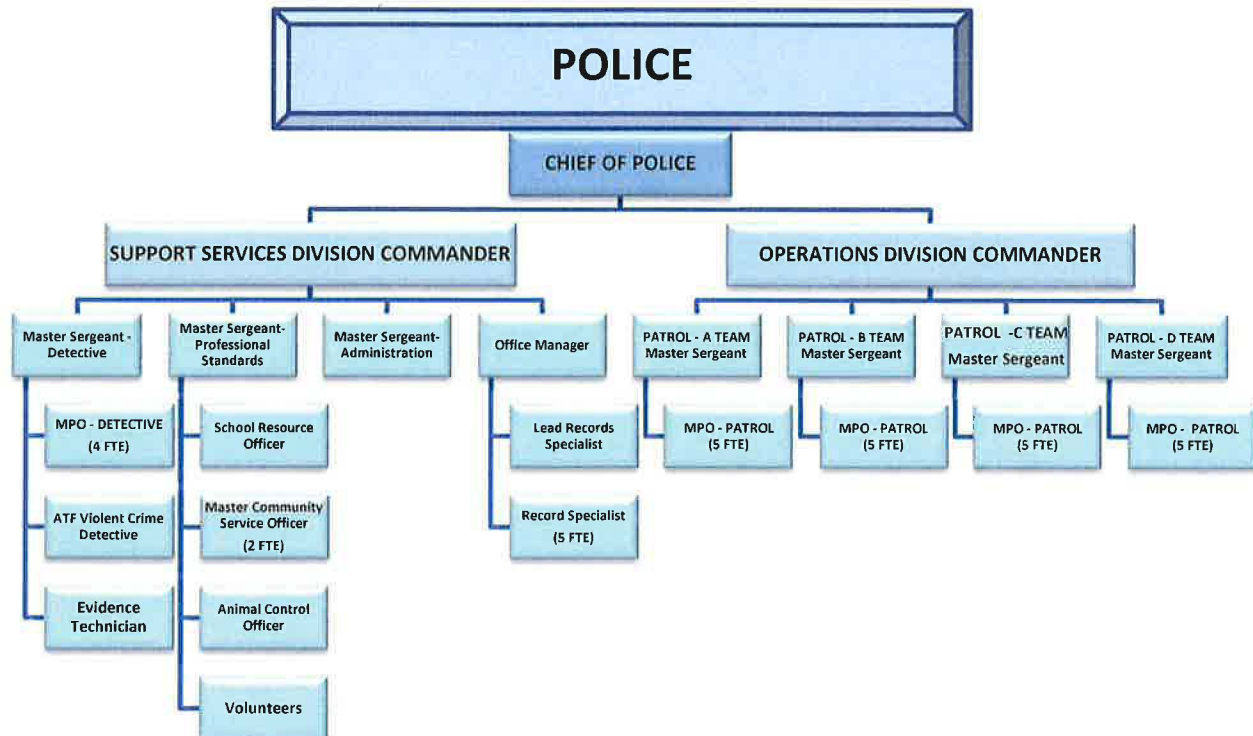 POLICE
CHIEF OF POLICE
SUPPORT SERVICES DIVISION COMMANDER
OPERATIONS DIVISION COMMANDER
Master Sergeant -
Detective
Master Sergeant-
Professional
Standards
Master Sergeant-
Administration
Office Manager
PATROL - A TEAM
Master Sergeant
PATROL - B TEAM
Master Sergeant
PATROL -C TEAM
Master Sergeant
PATROL - D TEAM
Master Sergeant
MPO - DETECTIVE
(4 FTE)
School Resource
Officer
Lead Records
Specialist
MPO - PATROL
(5 FTE)
MPO - PATROL
(5 FTE)
MPO - PATROL
(5 FTE)
MPO - PATROL
(5 FTE)
ATF Violent Crime
Detective
Master Community
Service Officer
(2 FTE)
Record Specialist
(5 FTE)
Evidence
Technician
Animal Control
Officer
Volunteers